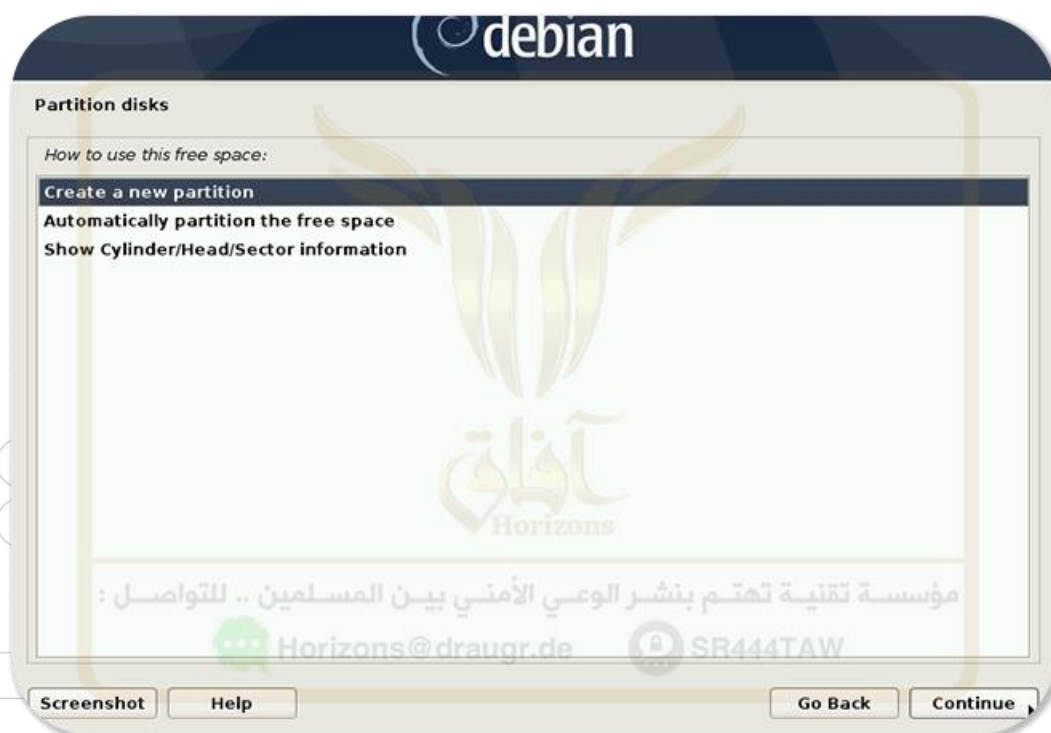 debian
Partition disks
How to use this free space:
Create a new partition
Automatically partition the free space
Show Cylinder/Head/Sector information
آفاق
Horizons
مؤسسة تقنية تهتم بنشر الوعي الأمني بين المسلمين .. للتواصل :
Horizons@draugr.de SR444TAW
Screenshot Help Go Back Continue